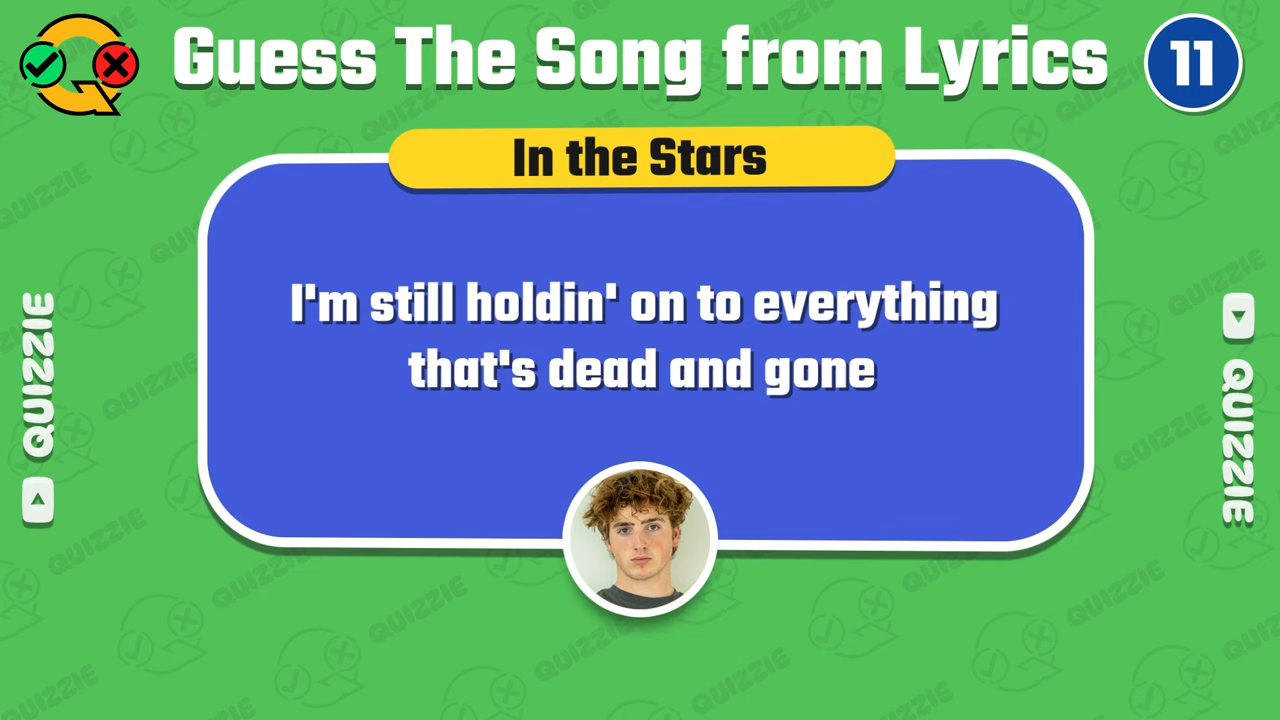 Guess The Song from Lyrics
11
In the Stars
I'm still holdin' on to everything
that's dead and gone
QUIZZIE
QUIZZIE